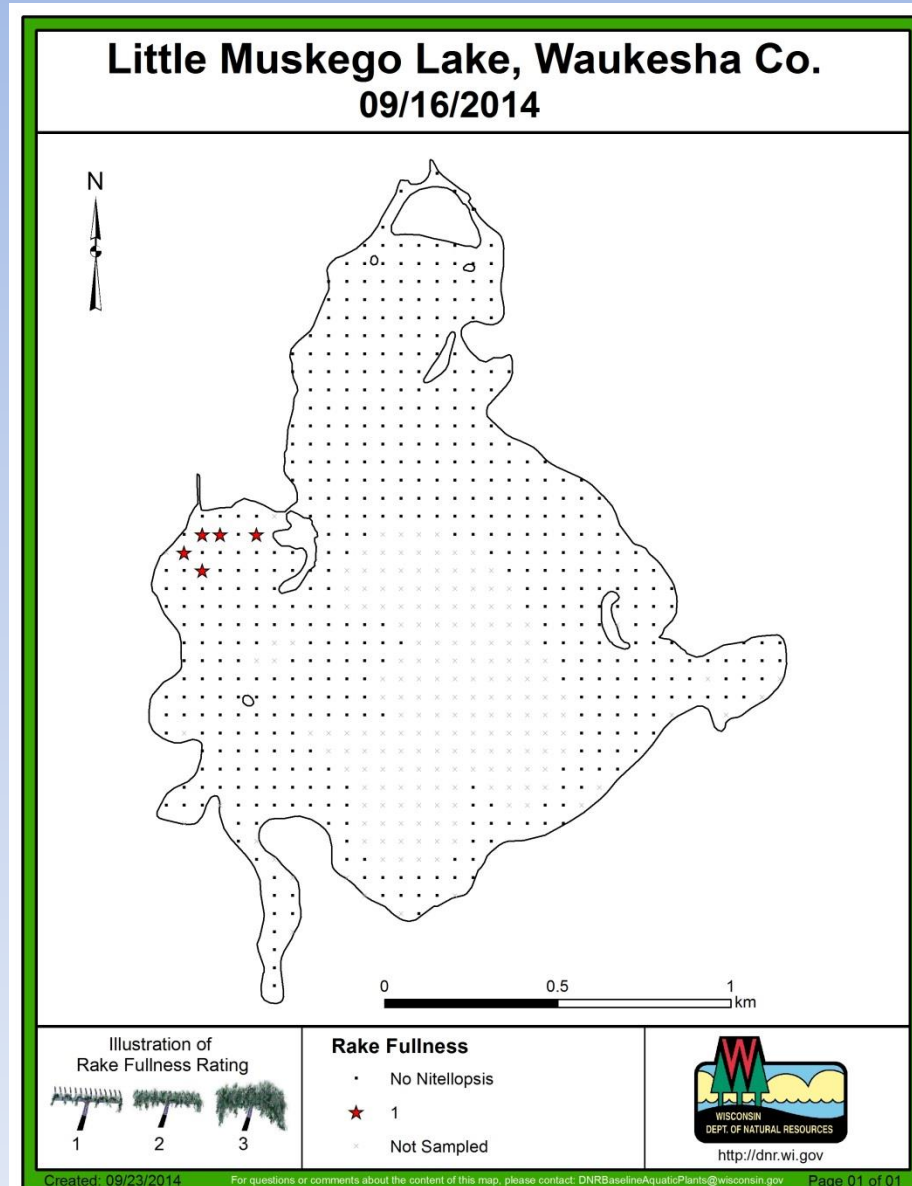 Little Muskego Lake, Waukesha Co.
09/16/2014
N
0 0.5 1
km
Illustration of
Rake Fullness Rating
1 2 3
Rake Fullness
No Nitellopsis
1
Not Sampled
W
WISCONSIN
DEPT. OF NATURAL RESOURCES
http://dnr.wi.gov
Created: 09/23/2014 For questions or comments about the content of this map, please contact: DNRBaselineAquaticPlants@wisconsin.gov Page 01 of 01